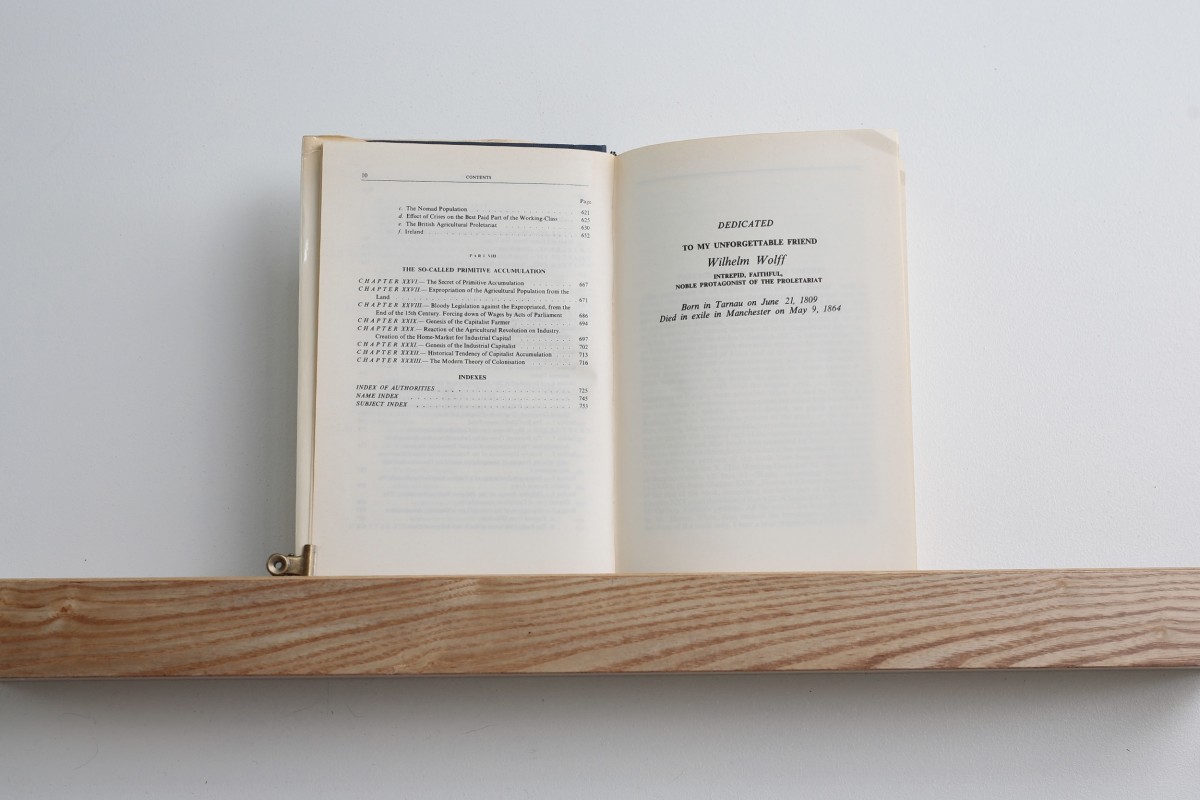 10
CONTENTS
Page
c. The Nomad Population 621
d. Effect of Crises on the Best Paid Part of the Working-Class 625
e. The British Agricultural Proletariat 630
f. Ireland 652
PART VIII
THE SO-CALLED PRIMITIVE ACCUMULATION
CHAPTER XXVI.— The Secret of Primitive Accumulation 667
CHAPTER XXVII.— Expropriation of the Agricultural Population from the
Land 671
CHAPTER XXVIII.— Bloody Legislation against the Expropriated, from the
End of the 15th Century. Forcing down of Wages by Acts of Parliament 686
CHAPTER XXIX.— Genesis of the Capitalist Farmer 694
CHAPTER XXX.— Reaction of the Agricultural Revolution on Industry.
Creation of the Home-Market for Industrial Capital 697
CHAPTER XXXI.— Genesis of the Industrial Capitalist 702
CHAPTER XXXII.— Historical Tendency of Capitalist Accumulation 713
CHAPTER XXXIII.— The Modern Theory of Colonisation 716
INDEXES
INDEX OF AUTHORITIES 725
NAME INDEX 745
SUBJECT INDEX 753
DEDICATED
TO MY UNFORGETTABLE FRIEND
Wilhelm Wolff
INTREPID, FAITHFUL,
NOBLE PROTAGONIST OF THE PROLETARIAT
Born in Tarnau on June 21, 1809
Died in exile in Manchester on May 9, 1864